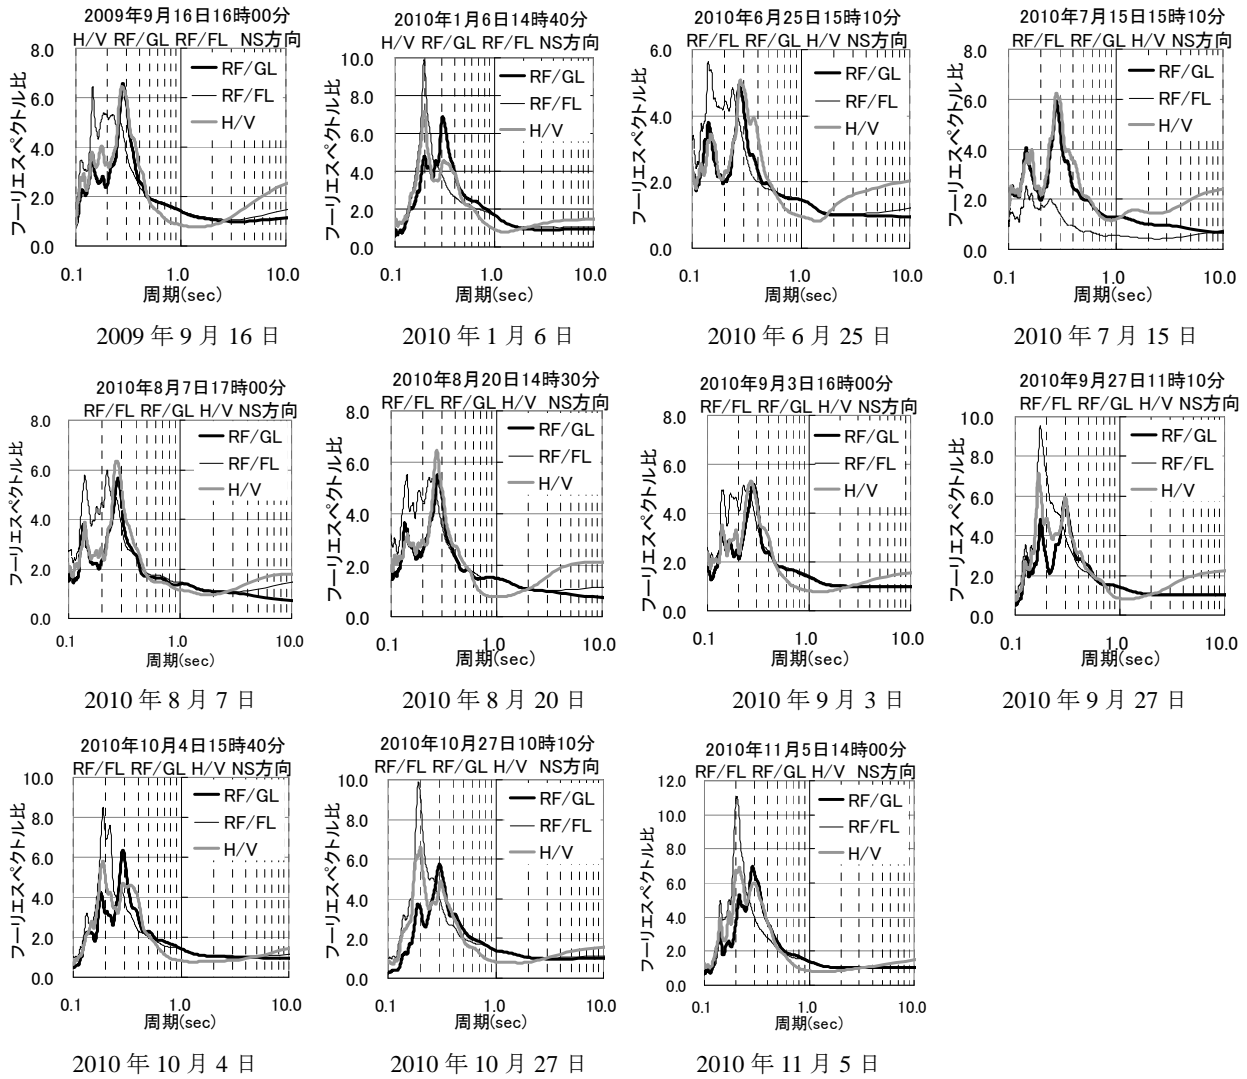 2009年9月16日16時00分
H/V RF/GL RF/FL NS方向
フーリエスペクトル比
8.0
6.0
4.0
2.0
0.0
RF/GL
RF/FL
H/V
0.1 1.0 10.0
周期(sec)
2009 年 9 月 16 日
2010年1月6日14時40分
H/V RF/GL RF/FL NS方向
フーリエスペクトル比
10.0
8.0
6.0
4.0
2.0
0.0
RF/GL
RF/FL
H/V
0.1 1.0 10.0
周期(sec)
2010 年 1 月 6 日
2010年6月25日15時10分
RF/FL RF/GL H/V NS方向
フーリエスペクトル比
6.0
4.0
2.0
0.0
RF/GL
RF/FL
H/V
0.1 1.0 10.0
周期(sec)
2010 年 6 月 25 日
2010年7月15日15時10分
RF/FL RF/GL H/V NS方向
フーリエスペクトル比
8.0
6.0
4.0
2.0
0.0
RF/GL
RF/FL
H/V
0.1 1.0 10.0
周期(sec)
2010 年 7 月 15 日
2010年8月7日17時00分
RF/FL RF/GL H/V NS方向
フーリエスペクトル比
8.0
6.0
4.0
2.0
0.0
RF/GL
RF/FL
H/V
0.1 1.0 10.0
周期(sec)
2010 年 8 月 7 日
2010年8月20日14時30分
RF/FL RF/GL H/V NS方向
フーリエスペクトル比
8.0
6.0
4.0
2.0
0.0
RF/GL
RF/FL
H/V
0.1 1.0 10.0
周期(sec)
2010 年 8 月 20 日
2010年9月3日16時00分
RF/FL RF/GL H/V NS方向
フーリエスペクトル比
8.0
6.0
4.0
2.0
0.0
RF/GL
RF/FL
H/V
0.1 1.0 10.0
周期(sec)
2010 年 9 月 3 日
2010年9月27日11時10分
RF/FL RF/GL H/V NS方向
フーリエスペクトル比
10.0
8.0
6.0
4.0
2.0
0.0
RF/GL
RF/FL
H/V
0.1 1.0 10.0
周期(sec)
2010 年 9 月 27 日
2010年10月4日15時40分
RF/FL RF/GL H/V NS方向
フーリエスペクトル比
10.0
8.0
6.0
4.0
2.0
0.0
RF/GL
RF/FL
H/V
0.1 1.0 10.0
周期(sec)
2010 年 10 月 4 日
2010年10月27日10時10分
RF/FL RF/GL H/V NS方向
フーリエスペクトル比
10.0
8.0
6.0
4.0
2.0
0.0
RF/GL
RF/FL
H/V
0.1 1.0 10.0
周期(sec)
2010 年 10 月 27 日
2010年11月5日14時00分
RF/FL RF/GL H/V NS方向
フーリエスペクトル比
12.0
10.0
8.0
6.0
4.0
2.0
0.0
RF/GL
RF/FL
H/V
0.1 1.0 10.0
周期(sec)
2010 年 11 月 5 日